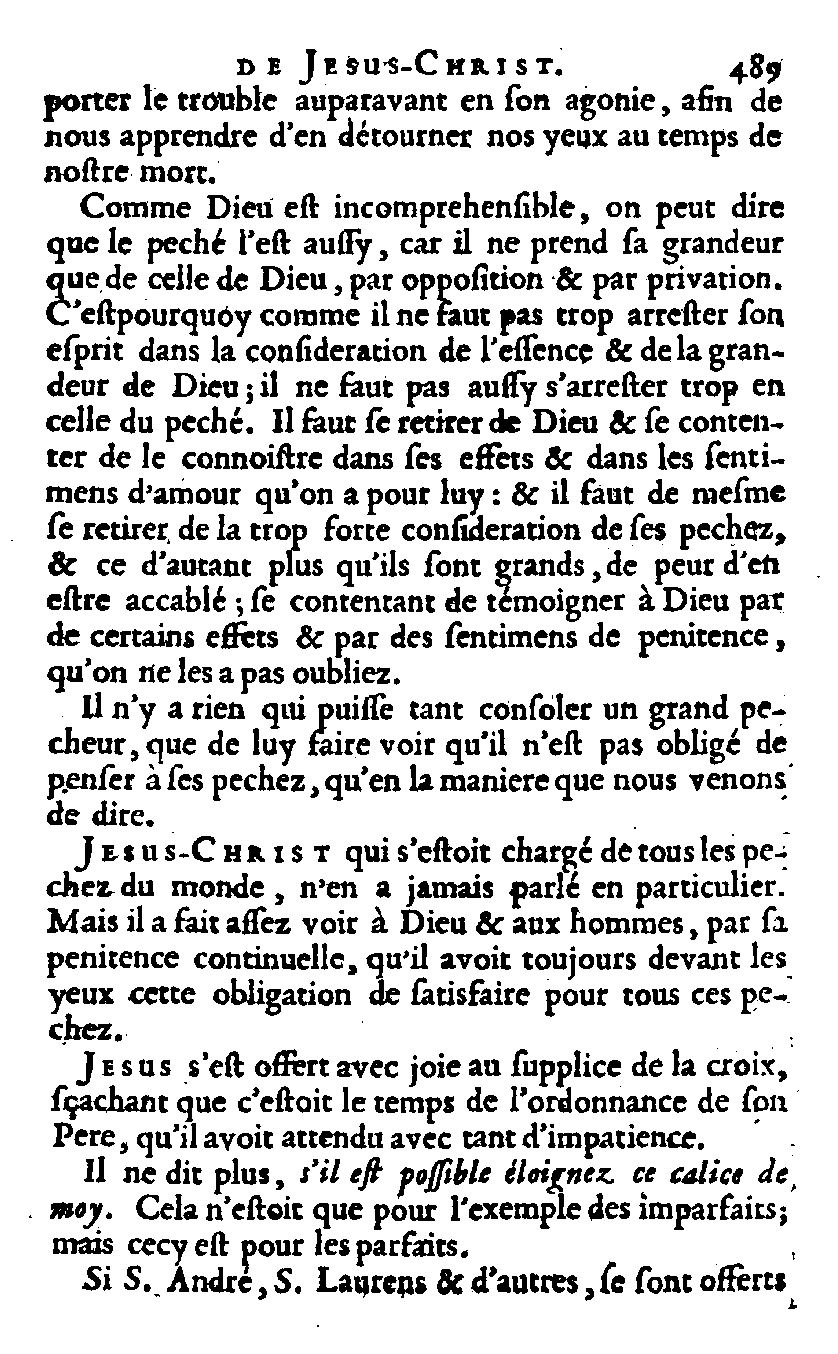 DE JESUS-CHRIST. 489
porter le trouble auparavant en ſon agonie, afin de
nous apprendre d'en détourner nos yeux au temps de
noſtre mort.
Comme Dieu eſt incomprehenſible, on peut dire
que le peché l'eſt auſſy, car il ne prend ſa grandeur
que de celle de Dieu, par oppoſition & par privation.
C'eſtpourquoy comme il ne faut pas trop arreſter ſon
eſprit dans la conſideration de l'eſſence & de la gran-
deur de Dieu; il ne faut pas auſſy s'arreſter trop en
celle du peché. Il faut ſe retirer de Dieu & ſe conten-
ter de le connoiſtre dans ſes effets & dans les ſenti-
mens d'amour qu'on a pour luy: & il faut de meſme
ſe retirer de la trop forte conſideration de ſes pechez,
& ce d'autant plus qu'ils ſont grands, de peur d'en
eſtre accablé; ſe contentant de témoigner à Dieu par
de certains effets & par des ſentimens de penitence,
qu'on ne les a pas oubliez.
Il n'y a rien qui puiſſe tant conſoler un grand pe-
cheur, que de luy faire voir qu'il n'eſt pas obligé de
penſer à ſes pechez, qu'en la maniere que nous venons
de dire.
JESUS-CHRIST qui s'eſtoit chargé de tous les pe-
chez du monde, n'en a jamais parlé en particulier.
Mais il a fait aſſez voir à Dieu & aux hommes, par ſa
penitence continuelle, qu'il avoit toujours devant les
yeux cette obligation de ſatisfaire pour tous ces pe-
chez.
JESUS s'eſt offert avec joie au ſupplice de la croix,
ſçachant que c'eſtoit le temps de l'ordonnance de ſon
Pere, qu'il avoit attendu avec tant d'impatience.
Il ne dit plus, s'il eſt poſſible éloignez ce calice de
moy. Cela n'eſtoit que pour l'exemple des imparfaits;
mais cecy eſt pour les parfaits.
Si S. André, S. Laurens & d'autres, ſe ſont offerts